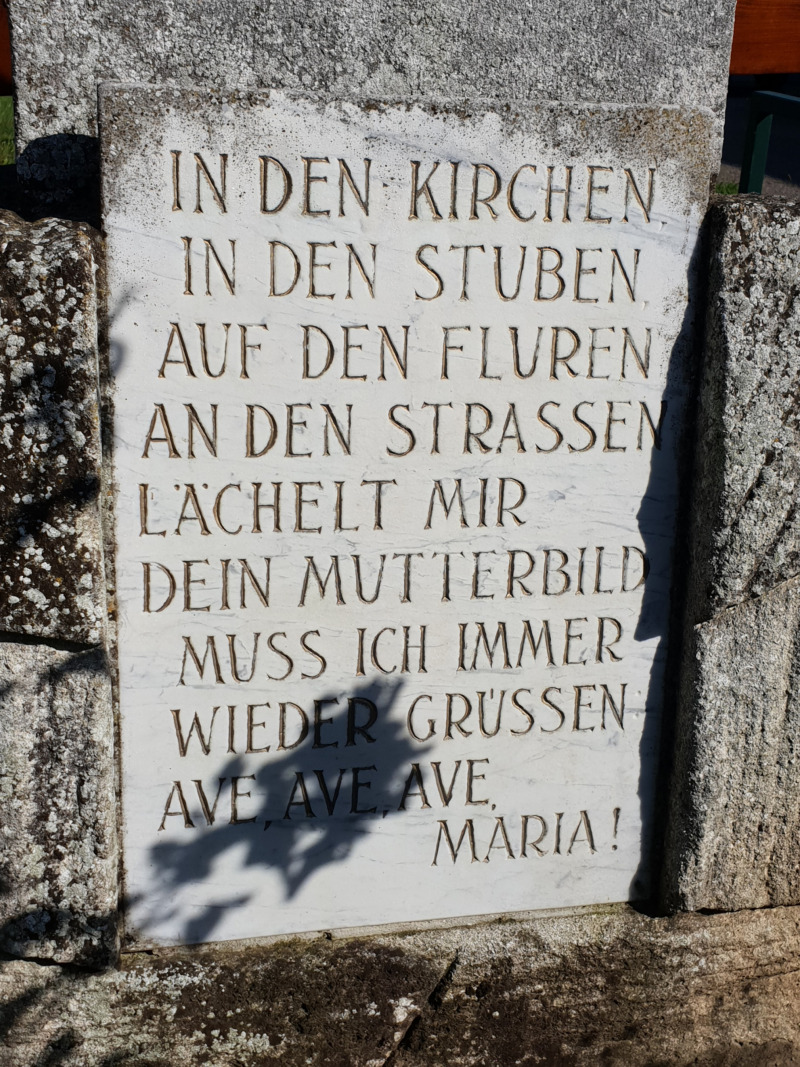 IN DEN KIRCHEN,
IN DEN STUBEN,
AUF DEN FLUREN
AN DEN STRASSEN
LÄCHELT MIR
DEIN MUTTERBILD
MUSS ICH IMMER
WIEDER GRÜSSEN:
AVE, AVE, AVE,
MARIA!